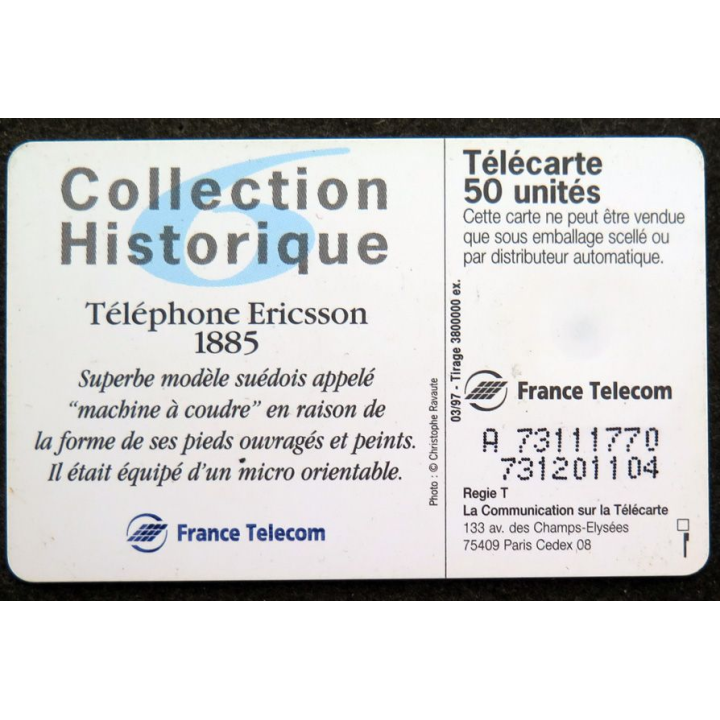 6
Collection
Historique
Téléphone Ericsson
1885
Superbe modèle suédois appelé
"machine à coudre" en raison de
la forme de ses pieds ouvragés et peints.
Il était équipé d'un micro orientable.
France Telecom
Photo : © Christophe Ravaute
03/97 - Tirage 3800000 ex.
Télécarte
50 unités
Cette carte ne peut être vendue
que sous emballage scellé ou
par distributeur automatique.
France Telecom
A 73111770
731201104
Regie T
La Communication sur la Télécarte
133 av. des Champs-Elysées
75409 Paris Cedex 08